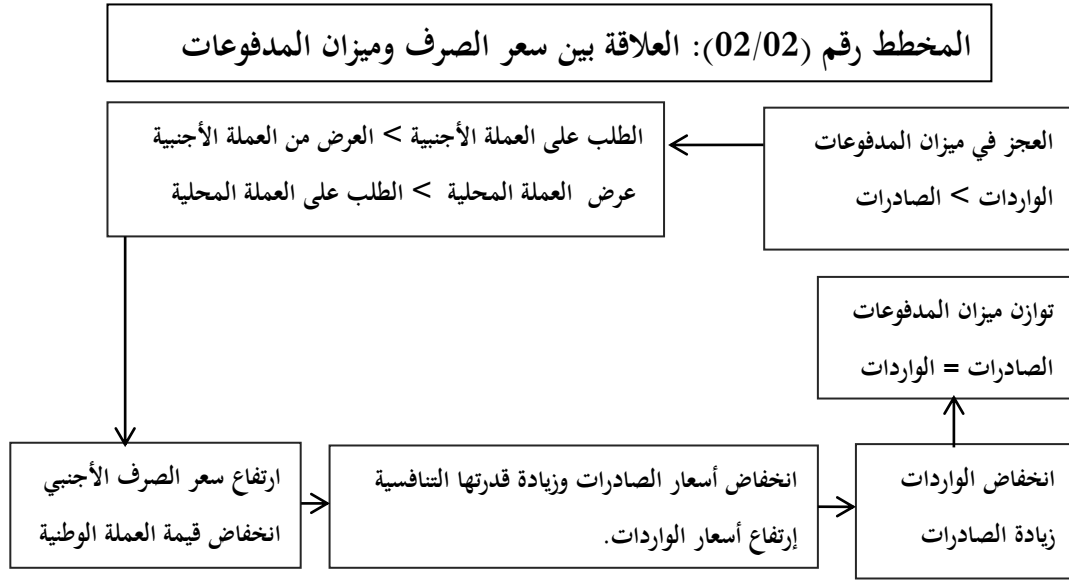 المخطط رقم (02/02): العلاقة بين سعر الصرف وميزان المدفوعات
العجز في ميزان المدفوعات
الواردات > الصادرات
الطلب على العملة الأجنبية > العرض من العملة الأجنبية
عرض العملة المحلية > الطلب على العملة المحلية
توازن ميزان المدفوعات
الصادرات = الواردات
ارتفاع سعر الصرف الأجنبي
انخفاض قيمة العملة الوطنية
انخفاض أسعار الصادرات وزيادة قدرتها التنافسية
إرتفاع أسعار الواردات.
انخفاض الواردات
زيادة الصادرات